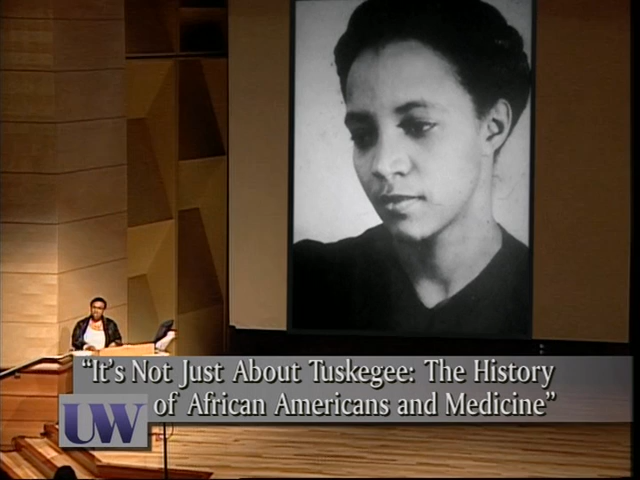 “It's Not Just About Tuskegee: The History
of African Americans and Medicine”
UW